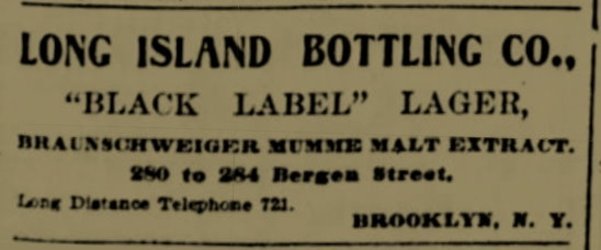 LONG ISLAND BOTTLING CO.,
"BLACK LABEL" LAGER,
BRAUNSCHWEIGER MUMME MALT EXTRACT.
280 to 284 Bergen Street.
Long Distance Telephone 721.
BROOKLYN, N. Y.